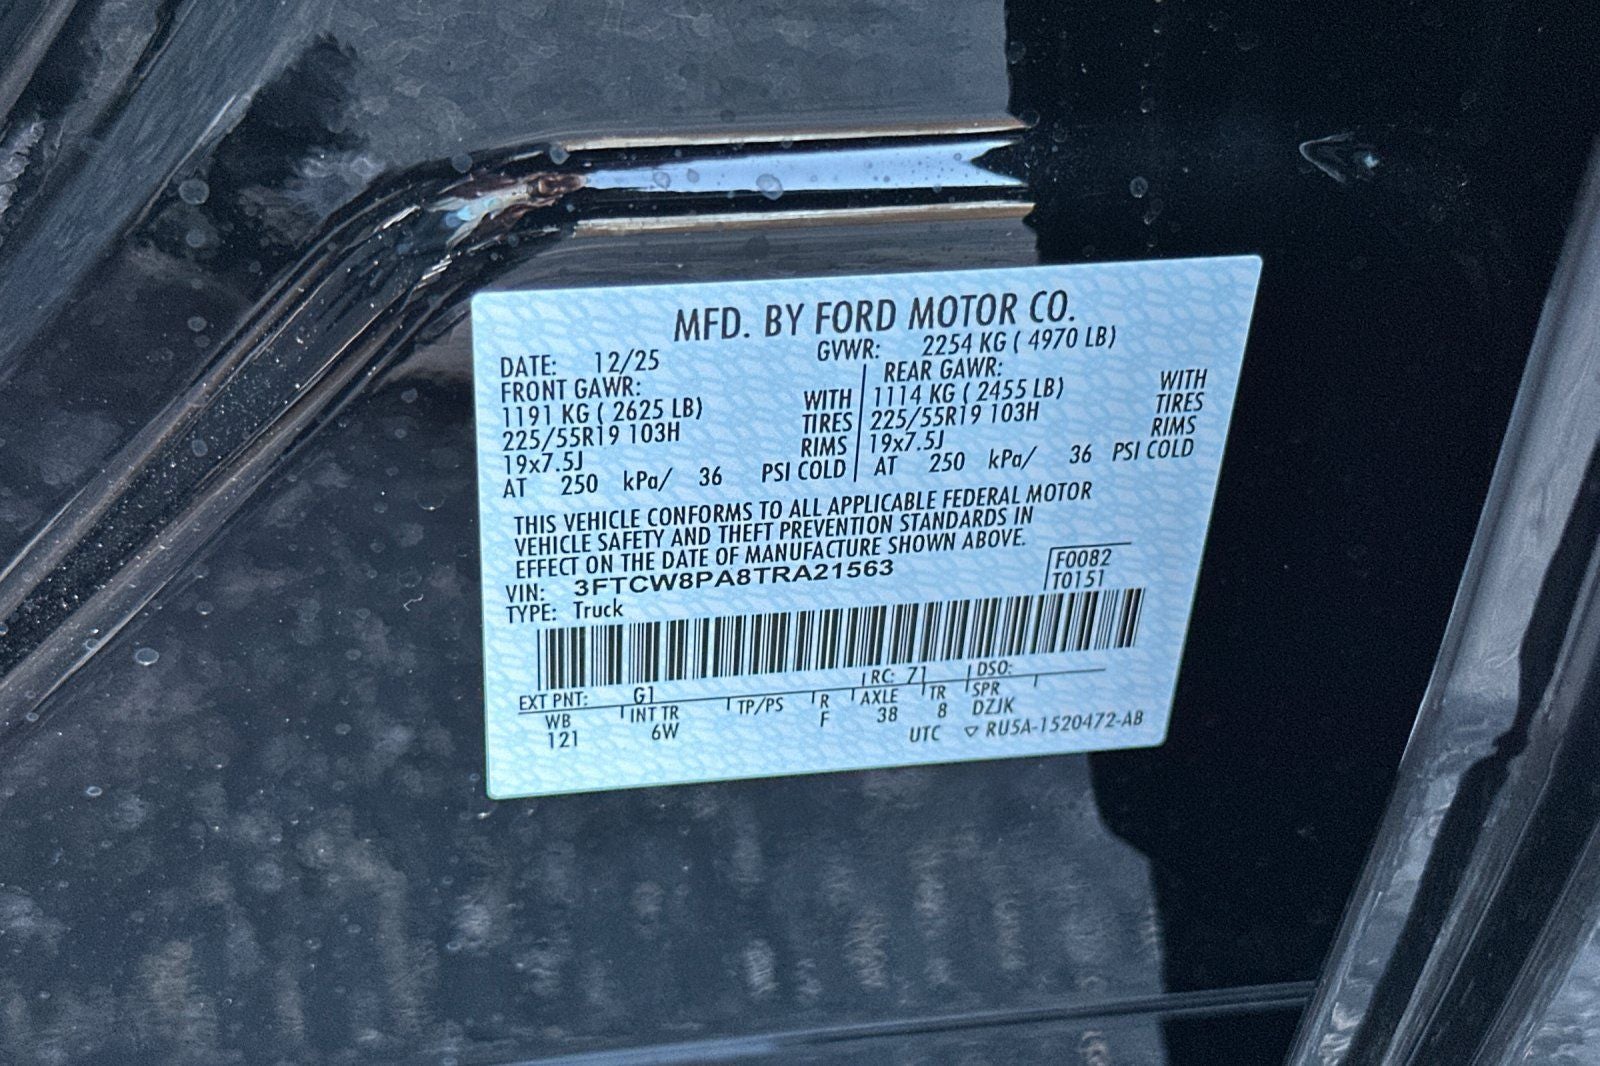 MFD. BY FORD MOTOR CO.
DATE: 12/25 GVWR: 2254 KG ( 4970 LB)
FRONT GAWR: REAR GAWR:
1191 KG ( 2625 LB) WITH 1114 KG ( 2455 LB) WITH
225/55R19 103H TIRES 225/55R19 103H TIRES
19x7.5J RIMS 19x7.5J RIMS
AT 250 kPa/ 36 PSI COLD AT 250 kPa/ 36 PSI COLD
THIS VEHICLE CONFORMS TO ALL APPLICABLE FEDERAL MOTOR
VEHICLE SAFETY AND THEFT PREVENTION STANDARDS IN
EFFECT ON THE DATE OF MANUFACTURE SHOWN ABOVE.
VIN: 3FTCW8PA8TRA21563 F0082
TYPE: Truck T0151
EXT PNT: G1 RC: 71 DSO:
WB INT TR TP/PS R AXLE TR SPR
121 6W F 38 8 DZJK
UTC ▽ RU5A-1520472-AB